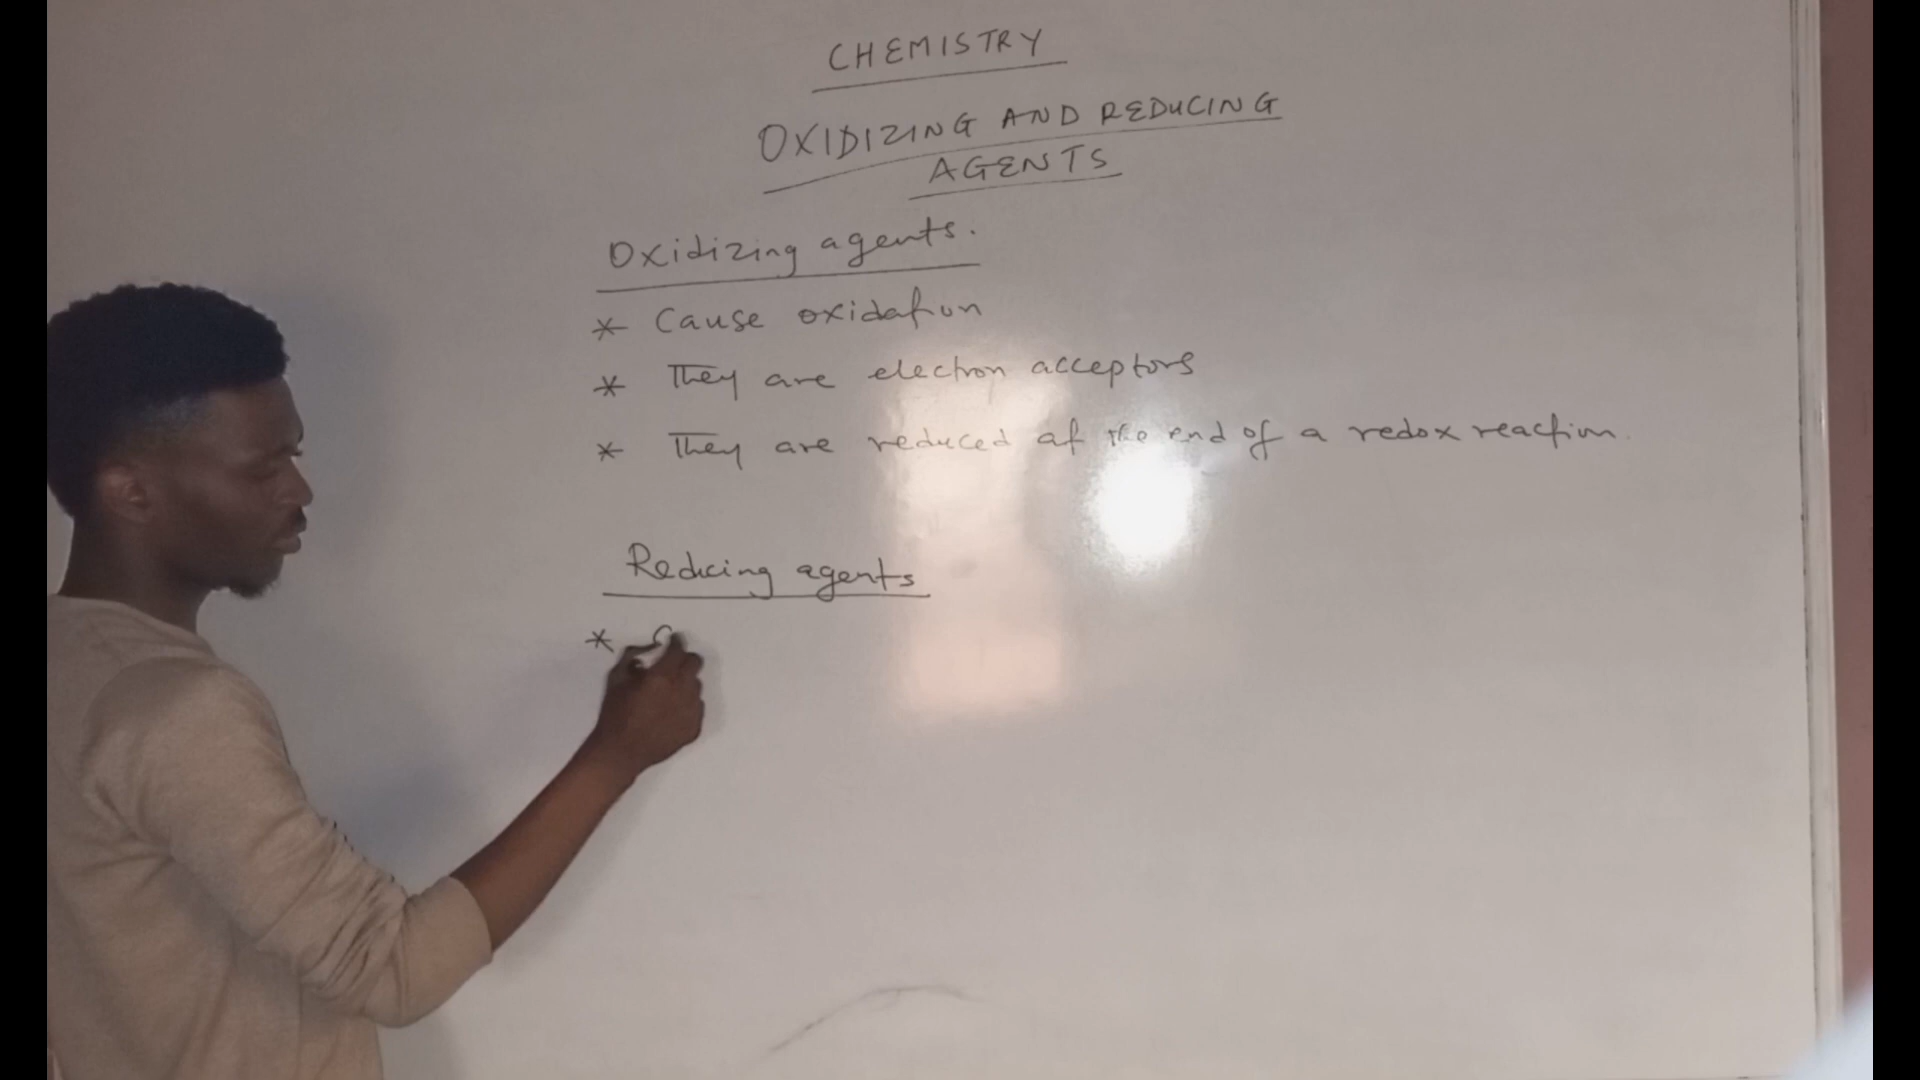 CHEMISTRY
OXIDIZING AND REDUCING
AGENTS
Oxidizing agents.
* Cause oxidation
* They are electron acceptors
* They are reduced at the end of a redox reaction.
Reducing agents
* C